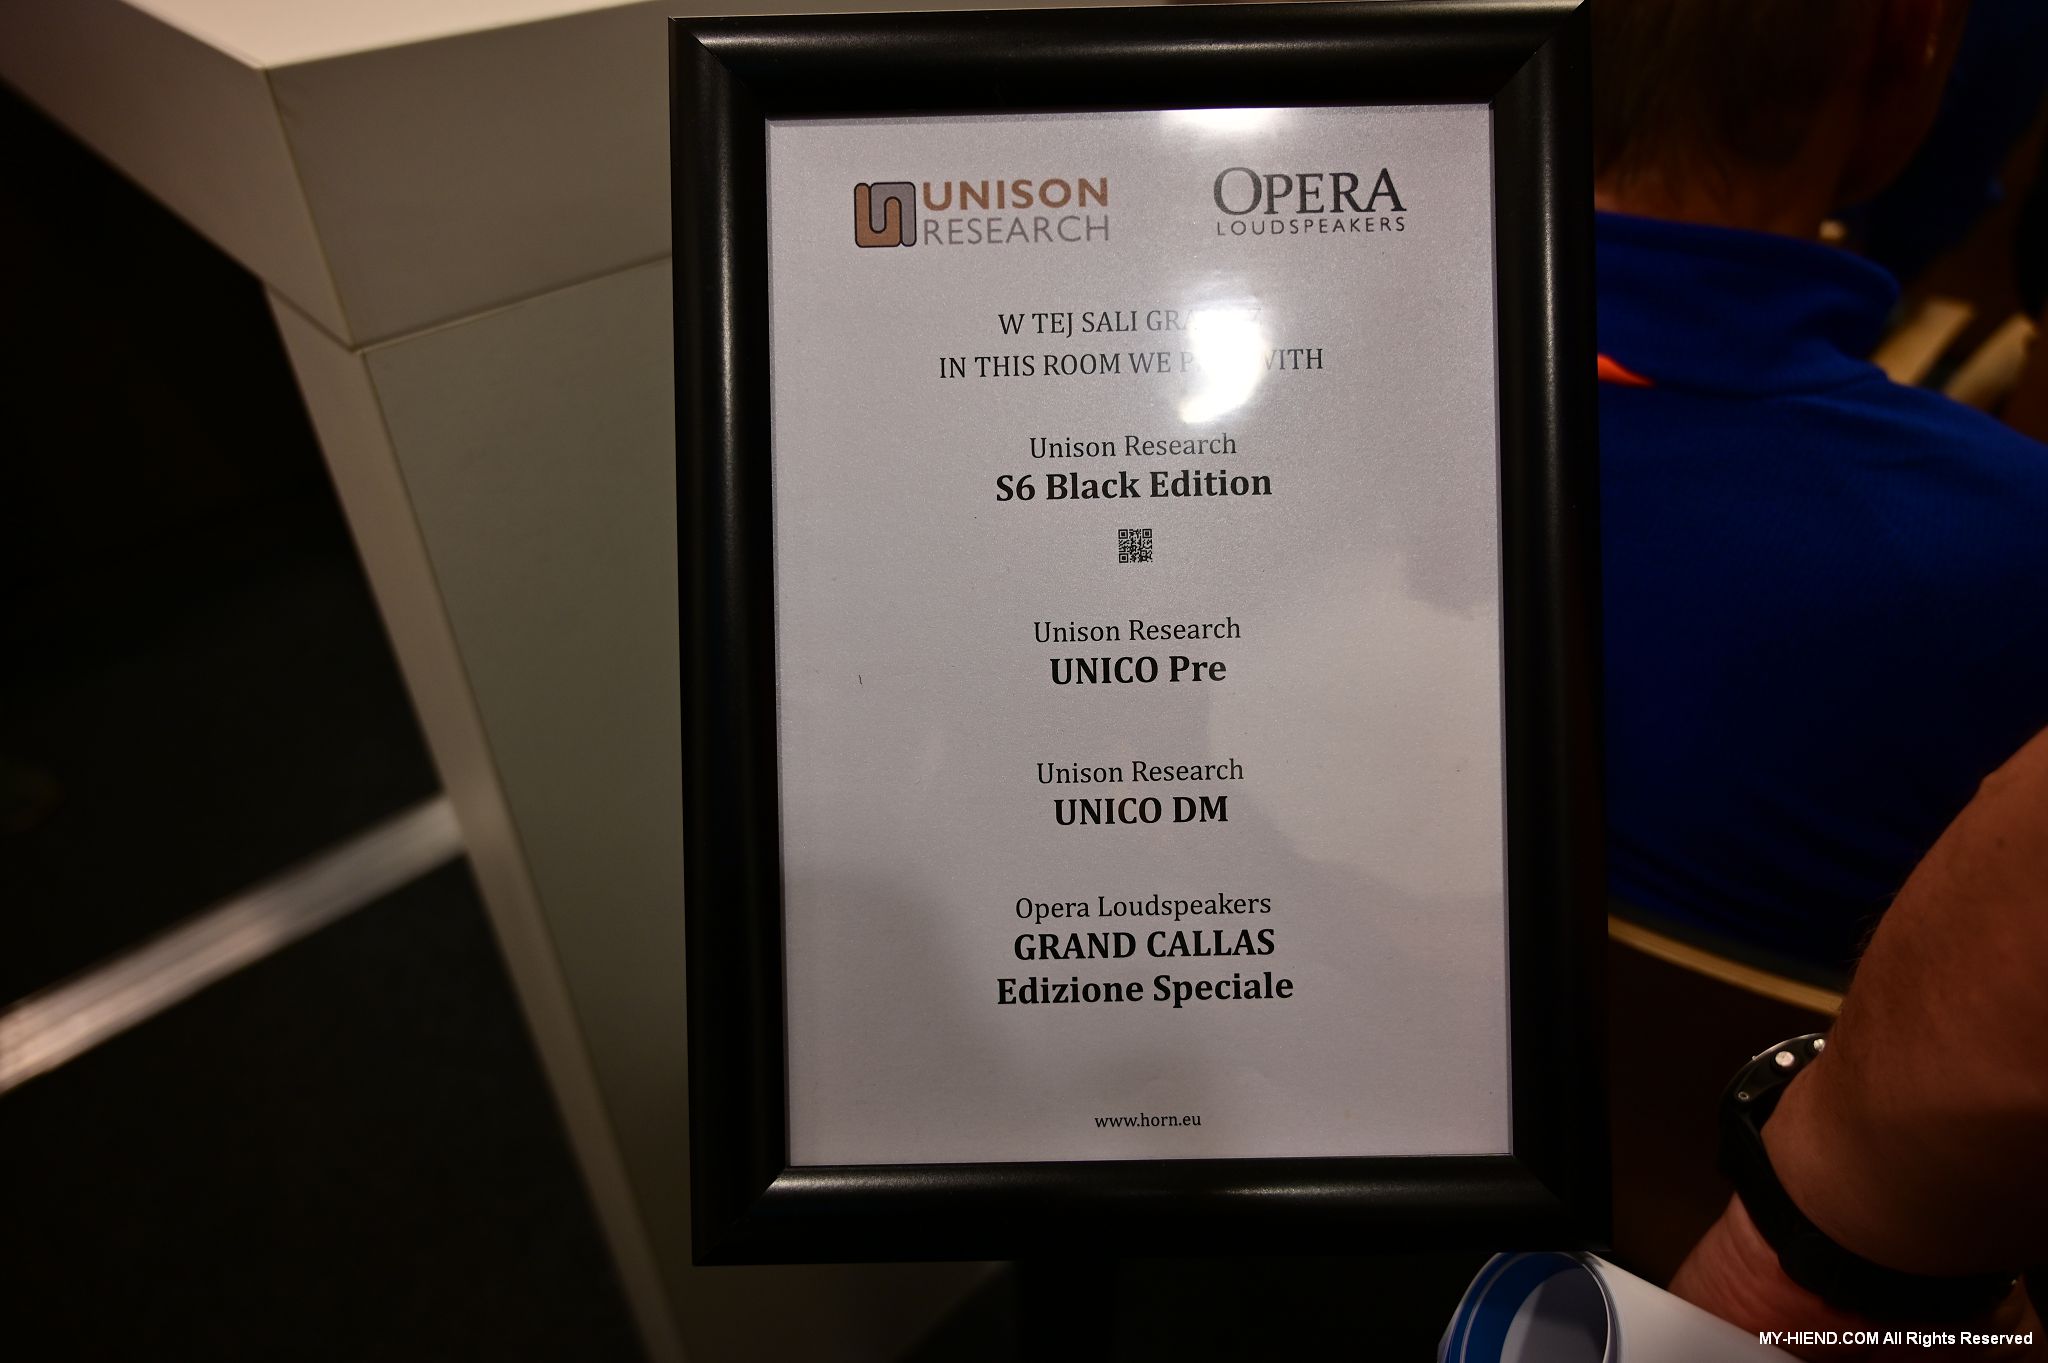 UNISON
RESEARCH
OPERA
LOUDSPEAKERS
W TEJ SALI
IN THIS ROOM WE WITH
Unison Research
S6 Black Edition
Unison Research
UNICO Pre
Unison Research
UNICO DM
Opera Loudspeakers
GRAND CALLAS
Edizione Speciale
www.horn.eu
MY-HIEND.COM All Rights Reserved